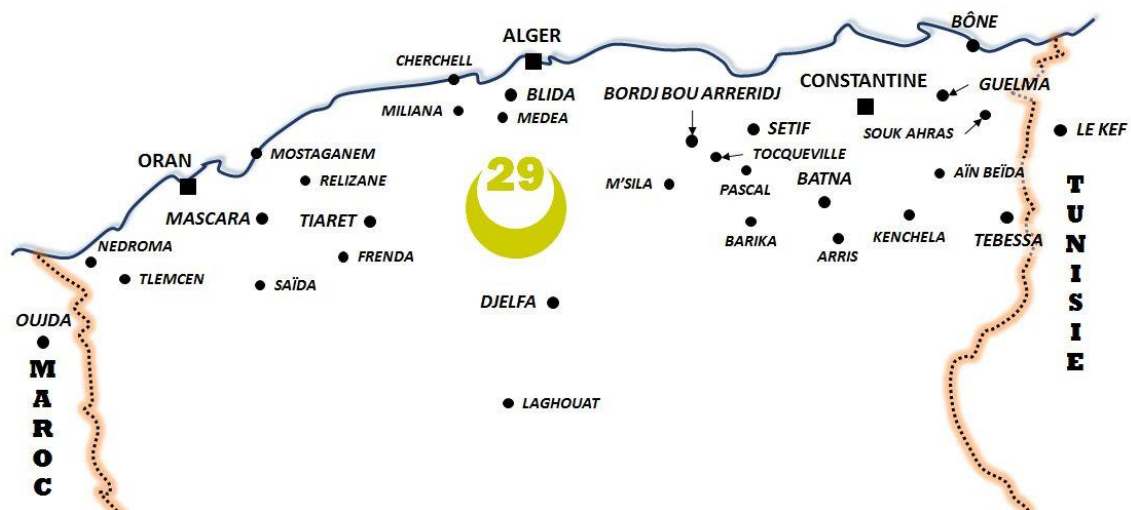 BÔNE
ALGER
CHERCHELL
CONSTANTINE
GUELMA
BLIDA
BORDJ BOU ARRERIDJ
MILIANA
MEDEA
SETIF
SOUK AHRAS
LE KEF
MOSTAGANEM
TOCQUEVILLE
ORAN
RELIZANE
29
M'SILA
PASCAL
BATNA
AÏN BEÏDA
MASCARA
TIARET
BARIKA
KENCHELA
TEBESSA
NEDROMA
FRENDA
ARRIS
TLEMCEN
SAÏDA
DJELFA
OUJDA
LAGHOUAT
MAROC
TUNISIE